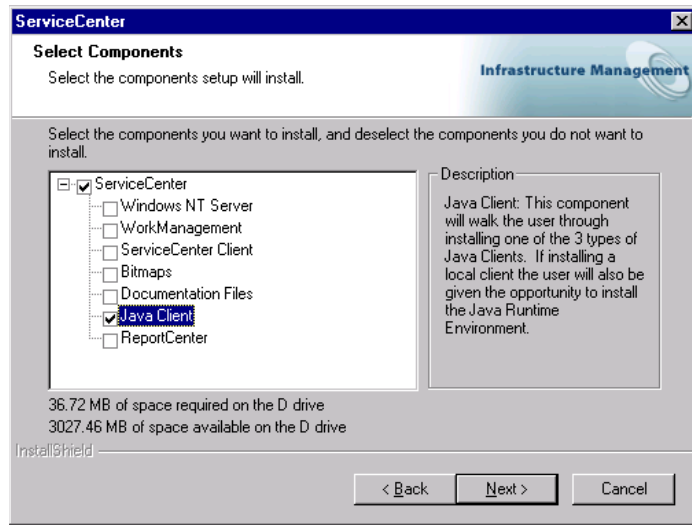 ServiceCenter
Select Components
Select the components setup will install.
Infrastructure Management
Select the components you want to install, and deselect the components you do not want to
install.
ServiceCenter
Windows NT Server
WorkManagement
ServiceCenter Client
Bitmaps
Documentation Files
Java Client
ReportCenter
Description
Java Client: This component
will walk the user through
installing one of the 3 types of
Java Clients. If installing a
local client the user will also be
given the opportunity to install
the Java Runtime
Environment.
36.72 MB of space required on the D drive
3027.46 MB of space available on the D drive
InstallShield
< Back
Next >
Cancel